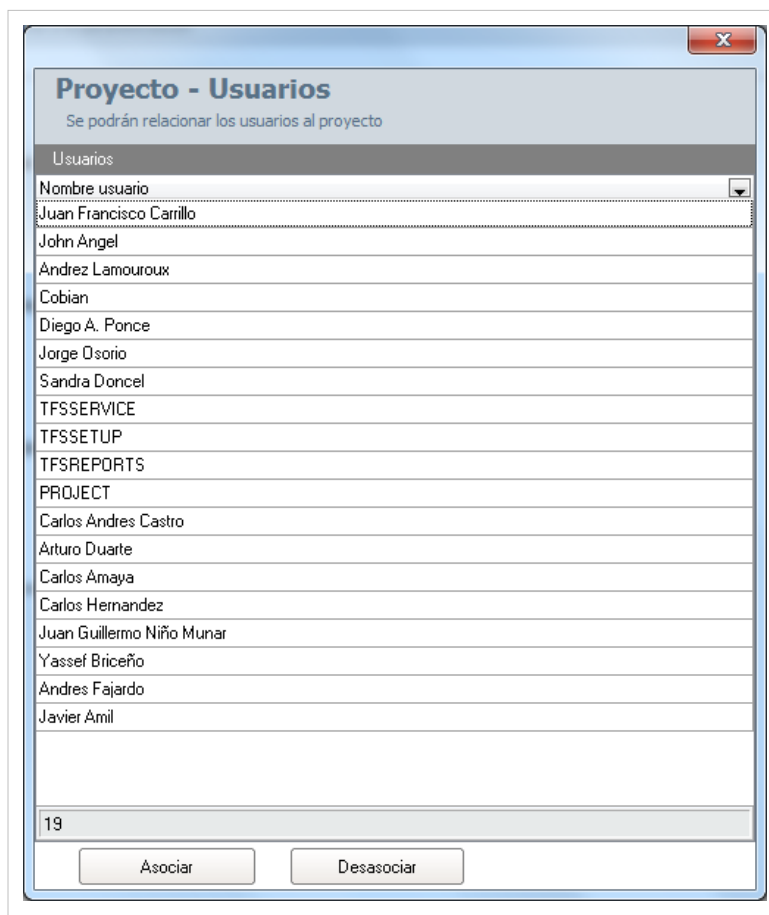 Proyecto - Usuarios
Se podrán relacionar los usuarios al proyecto
Usuarios
Nombre usuario
Juan Francisco Carrillo
John Angel
Andrez Lamouroux
Cobian
Diego A. Ponce
Jorge Osorio
Sandra Doncel
TFSSERVICE
TFSSETUP
TFSREPORTS
PROJECT
Carlos Andres Castro
Arturo Duarte
Carlos Amaya
Carlos Hernandez
Juan Guillermo Niño Munar
Yassef Briceño
Andres Fajardo
Javier Amil
19
Asociar Desasociar